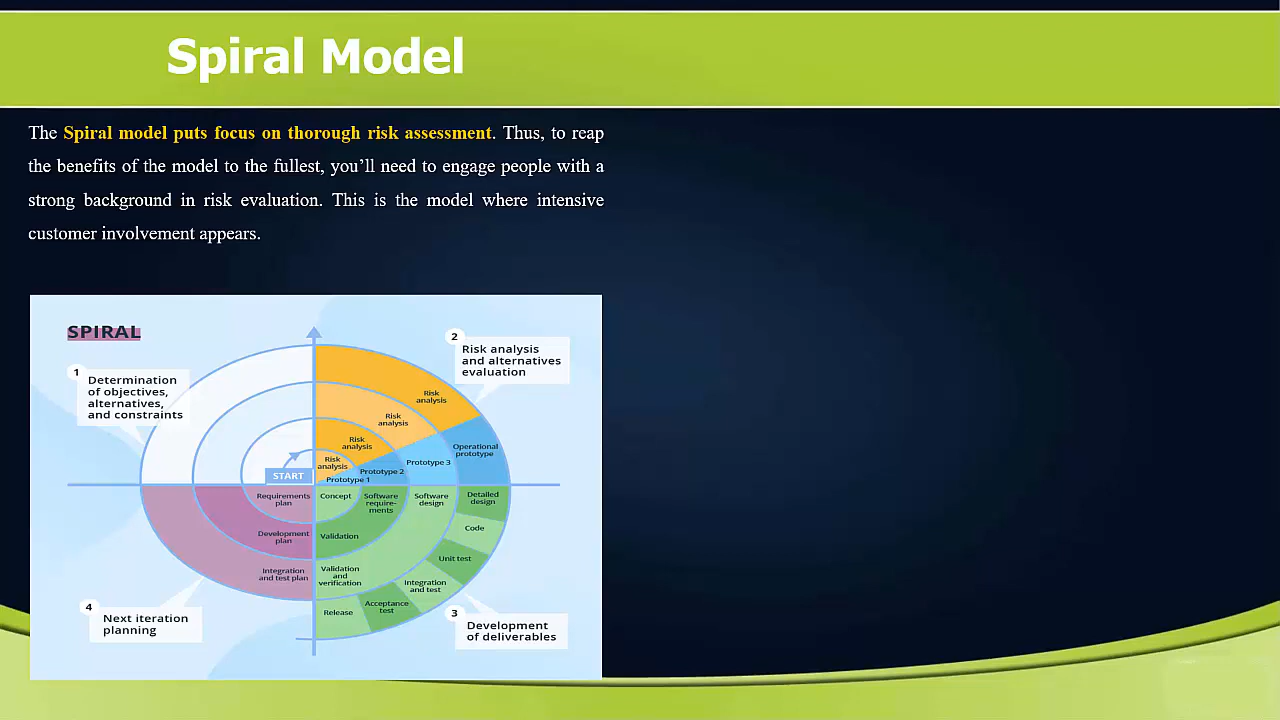 Spiral Model
The Spiral model puts focus on thorough risk assessment. Thus, to reap
the benefits of the model to the fullest, you’ll need to engage people with a
strong background in risk evaluation. This is the model where intensive
customer involvement appears.
SPIRAL
1
Determination
of objectives,
alternatives,
and constraints
2
Risk analysis
and alternatives
evaluation
Risk
analysis
Risk
analysis
Risk
analysis
Risk
analysis
START
Prototype 1
Prototype 2
Prototype 3
Operational
prototype
Requirements
plan
Concept
Software
require-
ments
Software
design
Detailed
design
Development
plan
Validation
Code
Unit test
Integration
and test plan
Validation
and
verification
Integration
and test
Acceptance
test
Release
4
Next iteration
planning
3
Development
of deliverables